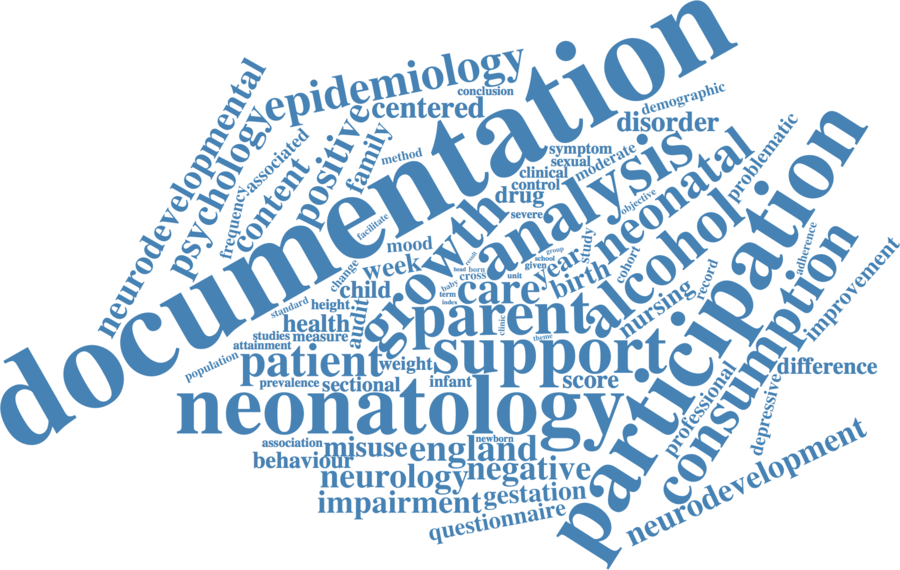 documentation
epidemiology
conclusion
centered
demographic
disorder
neurodevelopmental
psychology
associated
positive
family
method
content
frequency
facilitate
symptom
sexual
moderate
clinical
control
drug
severe
objective
analysis
neonatal
problematic
participation
mood
change
week
growth
result
head
born
cross
group
school
given
unit
year
study
birth
cohort
alcohol
adherence
improvement
consumption
record
nursing
child
baby
term
index
care
standard
height
audit
health
parent
clinic
theme
studies
measure
attainment
population
patient
weight
support
prevalence
sectional
infant
score
professional
difference
depressive
neonatology
association
misuse
england
newborn
behaviour
neurology
negative
impairment
gestation
questionnaire
neurodevelopment